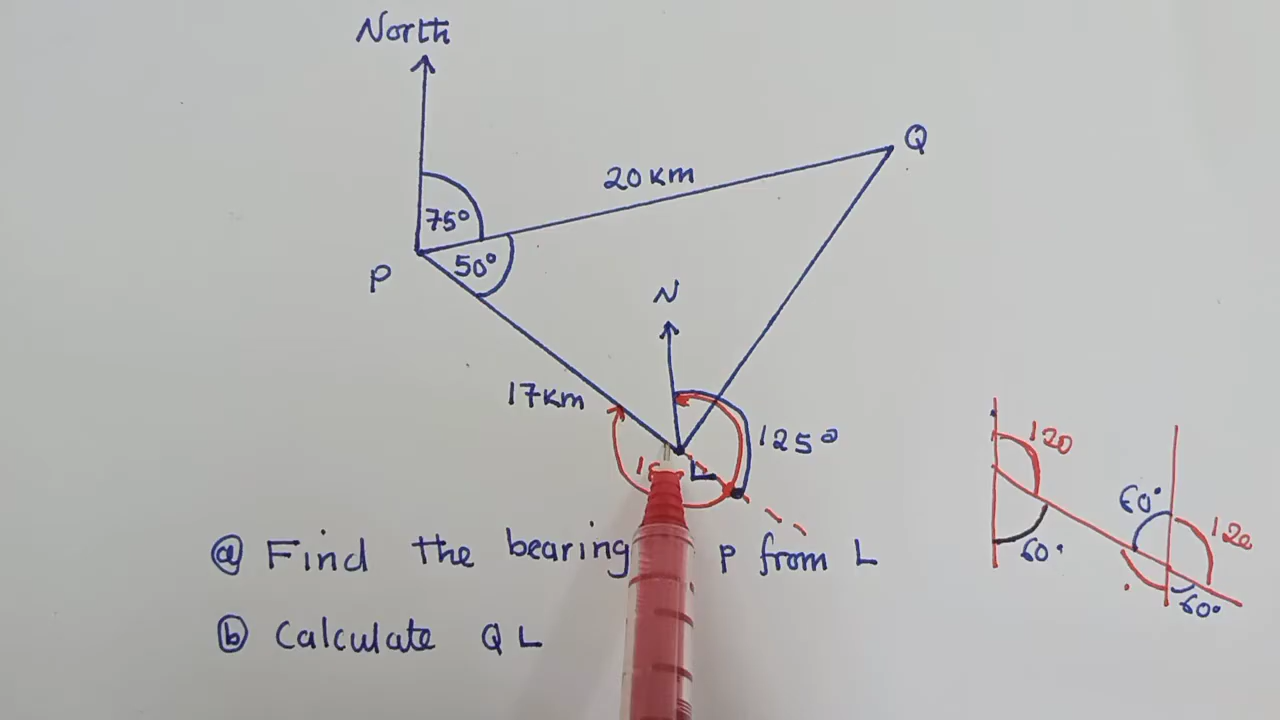 North
Q
20 km
75°
50°
P
N
17 km
125°
L
120
60°
120
60°
60°
ⓐ Find the bearing P from L
ⓑ Calculate QL